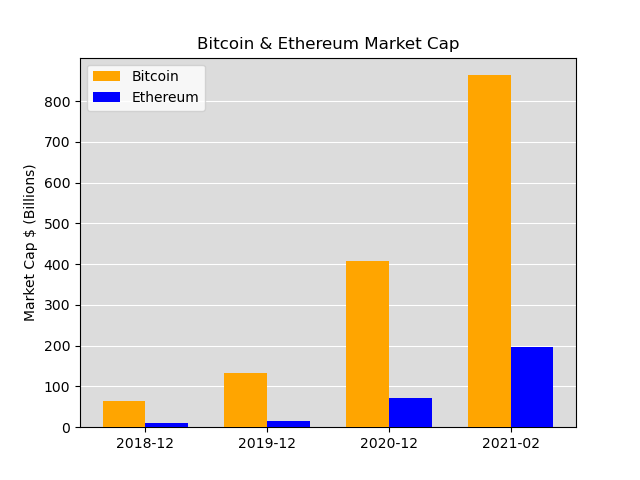 Bitcoin & Ethereum Market Cap
Bitcoin
Ethereum
Market Cap $ (Billions)
800
700
600
500
400
300
200
100
0
2018-12 2019-12 2020-12 2021-02